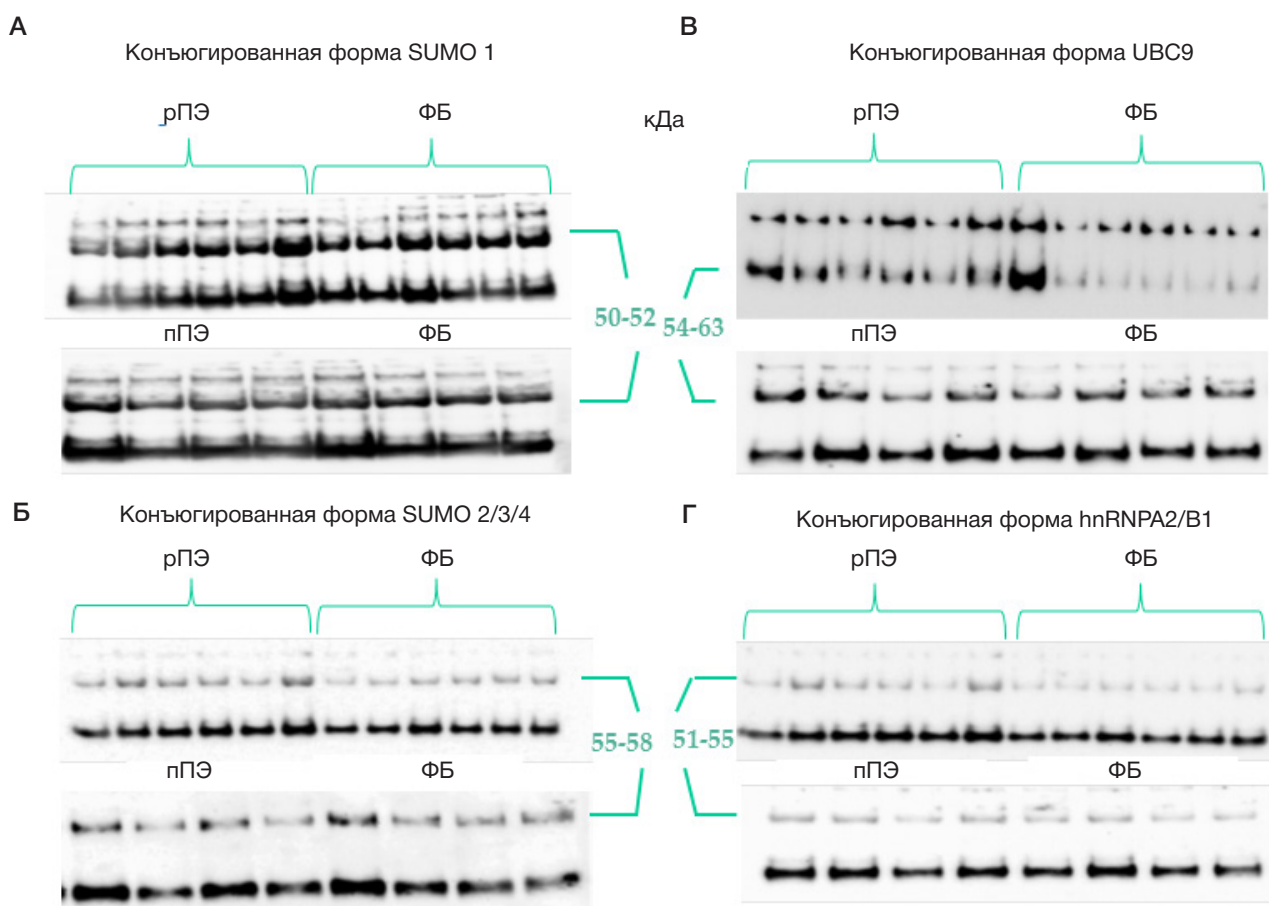 А
Конъюгированная форма SUMO 1
рПЭ
ФБ
пПЭ
ФБ
кДа
50-52
54-63
В
Конъюгированная форма UBC9
рПЭ
ФБ
пПЭ
ФБ
Б
Конъюгированная форма SUMO 2/3/4
рПЭ
ФБ
пПЭ
ФБ
55-58
51-55
Г
Конъюгированная форма hnRNPA2/B1
рПЭ
ФБ
пПЭ
ФБ